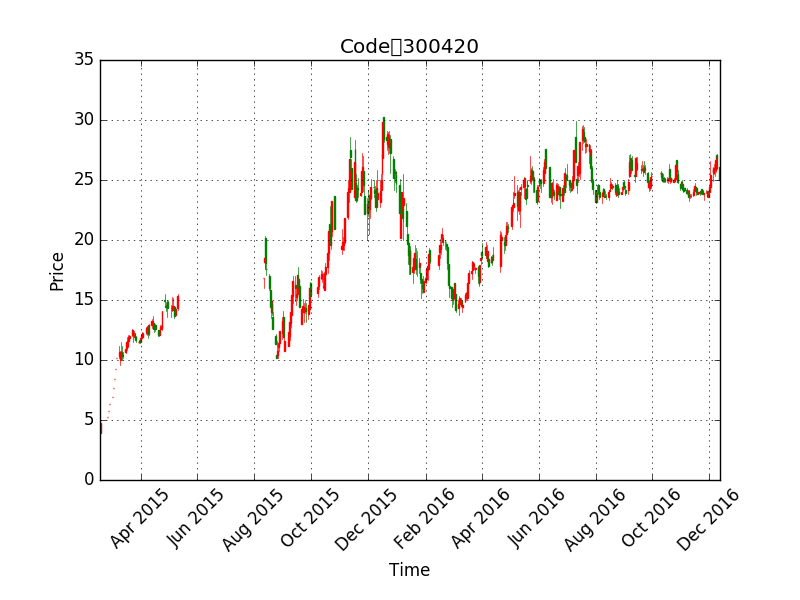 Code▯300420
35
30
25
20
15
10
5
0
Price
Apr 2015
Jun 2015
Aug 2015
Oct 2015
Dec 2015
Feb 2016
Apr 2016
Jun 2016
Aug 2016
Oct 2016
Dec 2016
Time